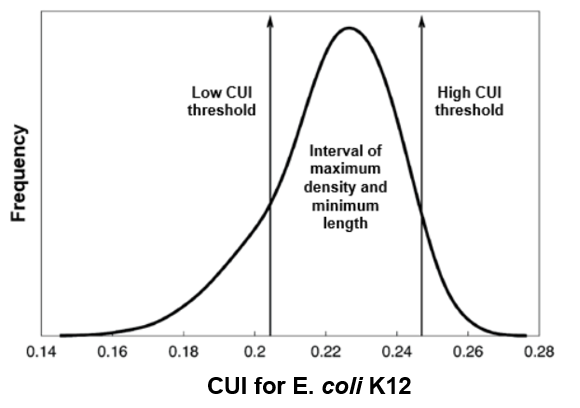 Low CUI
threshold
High CUI
threshold
Interval of
maximum
density and
minimum
length
Frequency
0.14 0.16 0.18 0.2 0.22 0.24 0.26 0.28
CUI for E. coli K12